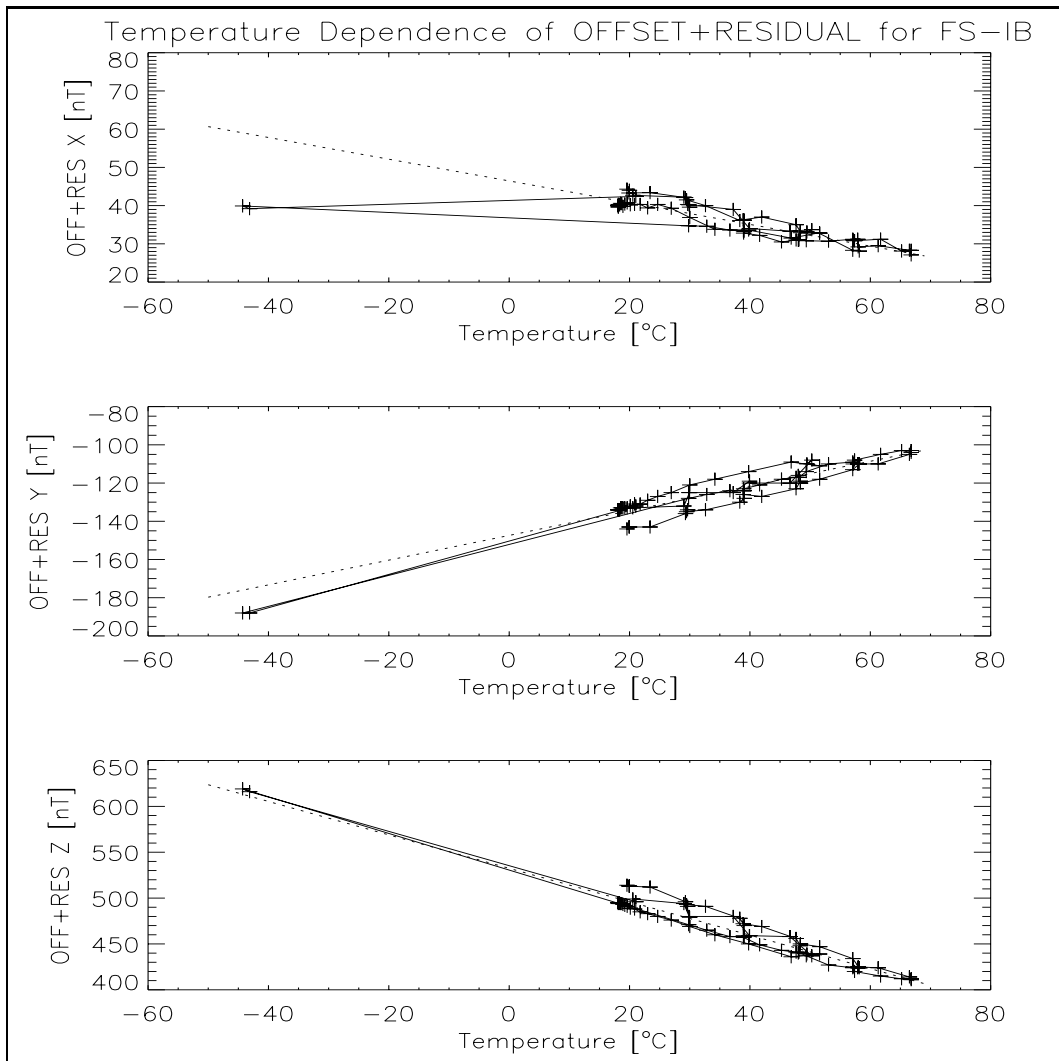 Temperature Dependence of OFFSET+RESIDUAL for FS-IB
OFF+RES X [nT]
80
70
60
50
40
30
20
-60 -40 -20 0 20 40 60 80
Temperature [°C]
OFF+RES Y [nT]
-80
-100
-120
-140
-160
-180
-200
-60 -40 -20 0 20 40 60 80
Temperature [°C]
OFF+RES Z [nT]
650
600
550
500
450
400
-60 -40 -20 0 20 40 60 80
Temperature [°C]